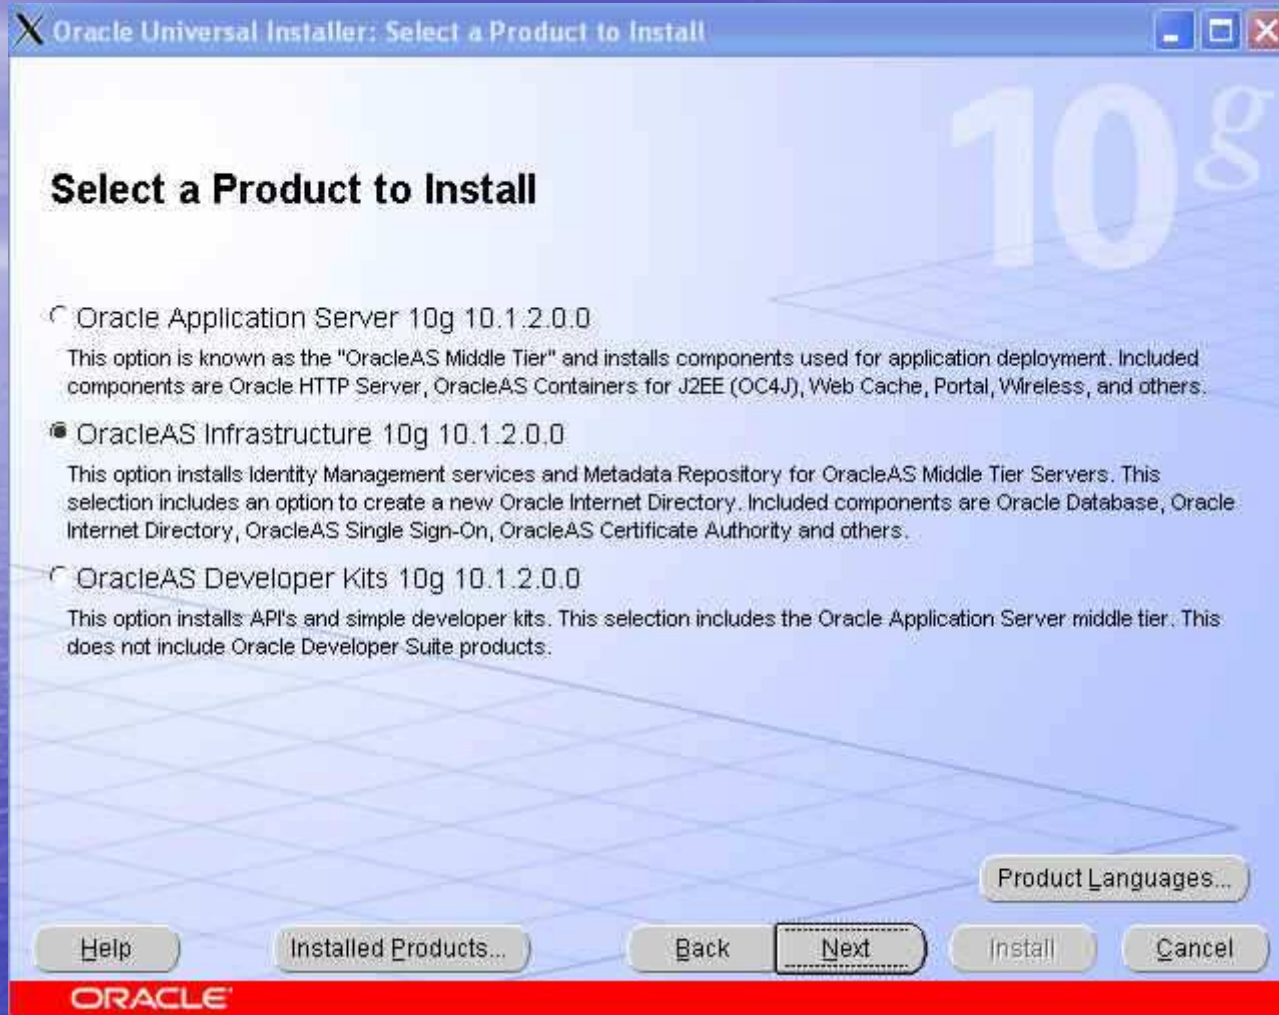 Oracle Universal Installer: Select a Product to Install
10g
Select a Product to Install
Oracle Application Server 10g 10.1.2.0.0
This option is known as the "OracleAS Middle Tier" and installs components used for application deployment. Included
components are Oracle HTTP Server, OracleAS Containers for J2EE (OC4J), Web Cache, Portal, Wireless, and others.
OracleAS Infrastructure 10g 10.1.2.0.0
This option installs Identity Management services and Metadata Repository for OracleAS Middle Tier Servers. This
selection includes an option to create a new Oracle Internet Directory. Included components are Oracle Database, Oracle
Internet Directory, OracleAS Single Sign-On, OracleAS Certificate Authority and others.
OracleAS Developer Kits 10g 10.1.2.0.0
This option installs API's and simple developer kits. This selection includes the Oracle Application Server middle tier. This
does not include Oracle Developer Suite products.
Product Languages...
Help Installed Products... Back Next Install Cancel
ORACLE